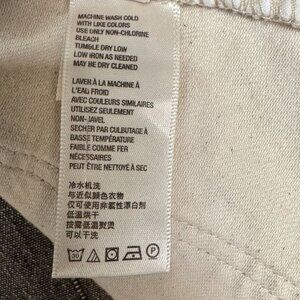 MACHINE WASH COLD
WITH LIKE COLORS
USE ONLY NON-CHLORINE
BLEACH
TUMBLE DRY LOW
LOW IRON AS NEEDED
MAY BE DRY CLEANED
LAVER À LA MACHINE À
L'EAU FROID
AVEC COULEURS SIMILAIRES
UTILISEZ SEULEMENT
NON-JAVEL
SECHER PAR CULBUTAGE À
BASSE TEMPÉRATURE
FAIBLE COMME FER
NÉCESSAIRES
PEUT ÊTRE NETTOYÉ À SEC
冷水机洗
与近似颜色衣物
仅可使用非氯性漂白剂
低温烘干
按需低温熨烫
可以干洗
30
P